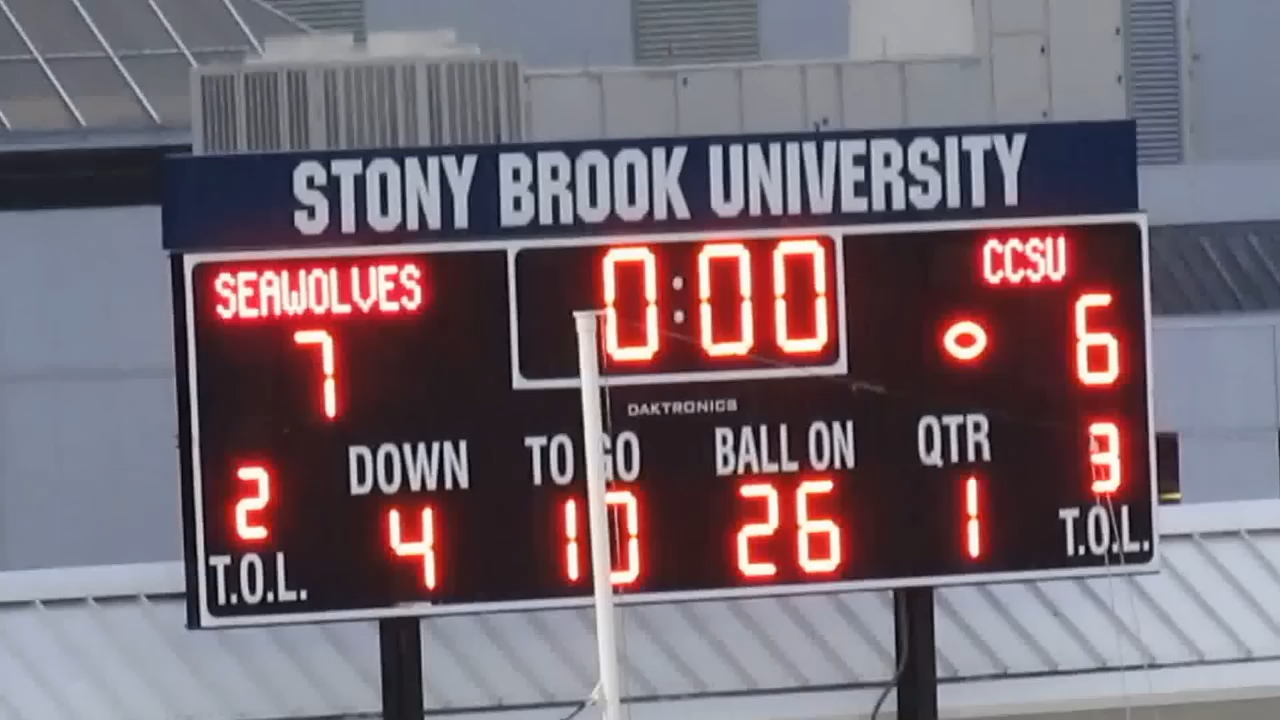 STONY BROOK UNIVERSITY
SEAWOLVES 0:00 CCSU
7 6
DAKTRONICS
DOWN TO GO BALL ON QTR
2 4 10 26 1 3
T.O.L. T.O.L.